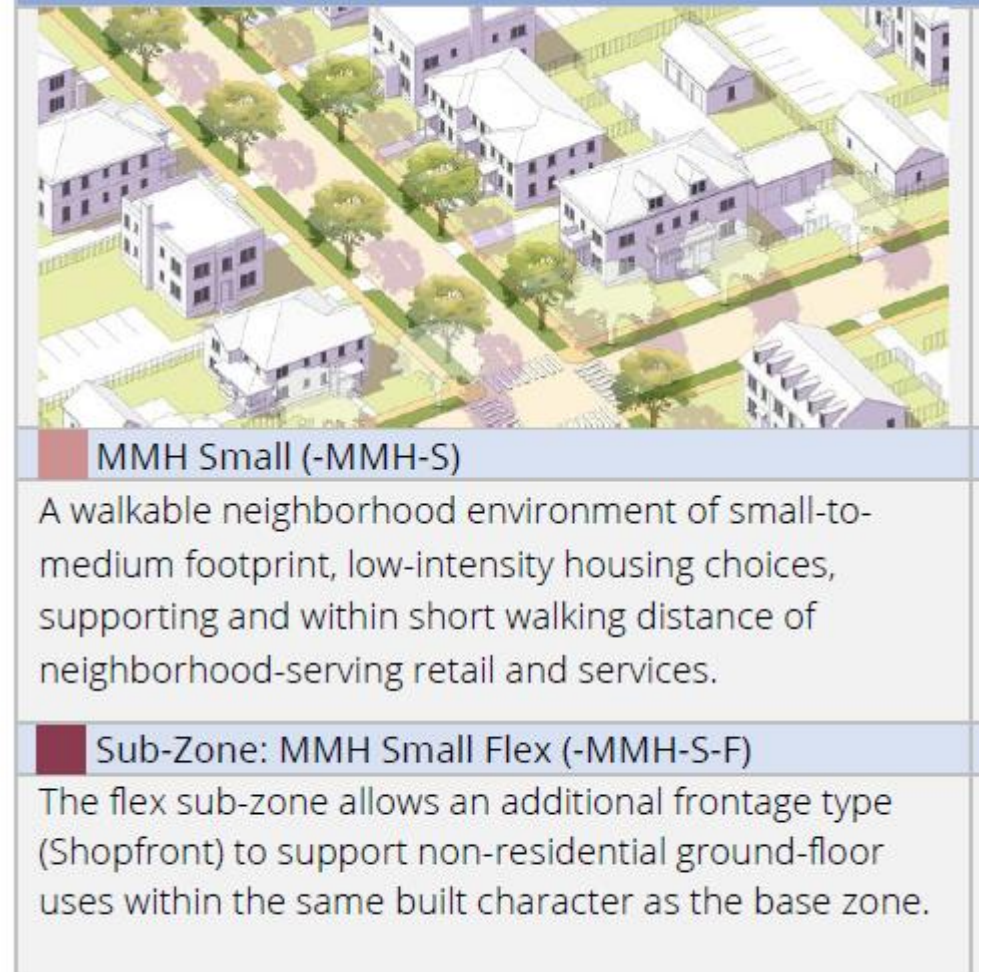 MMH Small (-MMH-S)
A walkable neighborhood environment of small-to-
medium footprint, low-intensity housing choices,
supporting and within short walking distance of
neighborhood-serving retail and services.
Sub-Zone: MMH Small Flex (-MMH-S-F)
The flex sub-zone allows an additional frontage type
(Shopfront) to support non-residential ground-floor
uses within the same built character as the base zone.